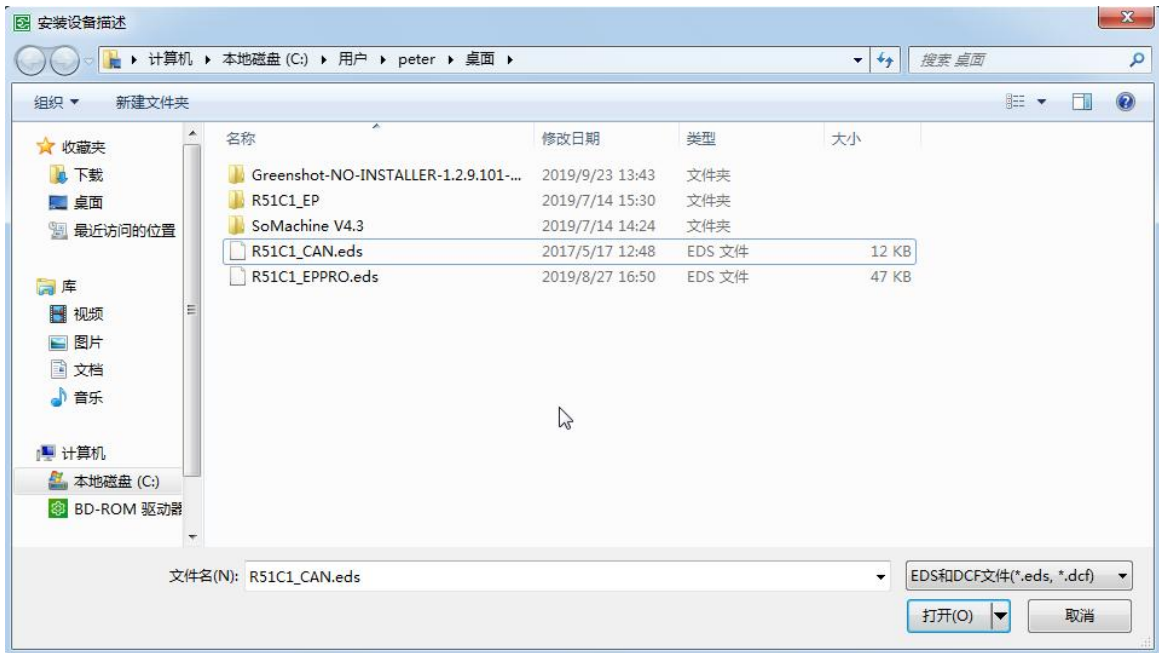 安装设备描述
计算机 本地磁盘 (C:) 用户 peter 桌面
搜索 桌面
组织 新建文件夹
收藏夹
下载
桌面
最近访问的位置
库
视频
图片
文档
音乐
计算机
本地磁盘 (C:)
BD-ROM 驱动器
名称 修改日期 类型 大小
Greenshot-NO-INSTALLER-1.2.9.101-... 2019/9/23 13:43 文件夹
R51C1_EP 2019/7/14 15:30 文件夹
SoMachine V4.3 2019/7/14 14:24 文件夹
R51C1_CAN.eds 2017/5/17 12:48 EDS 文件 12 KB
R51C1_EPPRO.eds 2019/8/27 16:50 EDS 文件 47 KB
文件名(N): R51C1_CAN.eds
EDS和DCF文件(*.eds, *.dcf)
打开(O) 取消